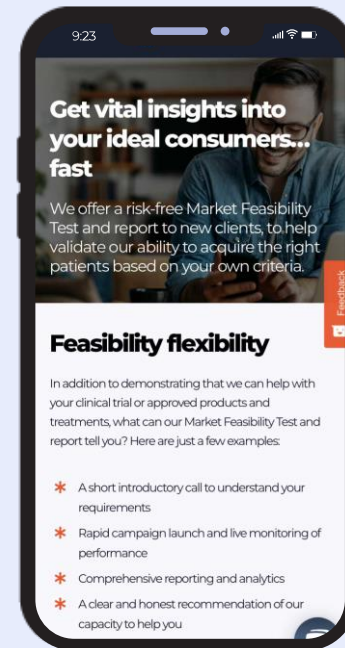 9:23
Get vital insights into
your ideal consumers...
fast
We offer a risk-free Market Feasibility
Test and report to new clients, to help
validate our ability to acquire the right
patients based on your own criteria.
Feedback
Feasibility flexibility
In addition to demonstrating that we can help with
your clinical trial or approved products and
treatments, what can our Market Feasibility Test and
report tell you? Here are just a few examples:
A short introductory call to understand your
requirements
Rapid campaign launch and live monitoring of
performance
Comprehensive reporting and analytics
A clear and honest recommendation of our
capacity to help you